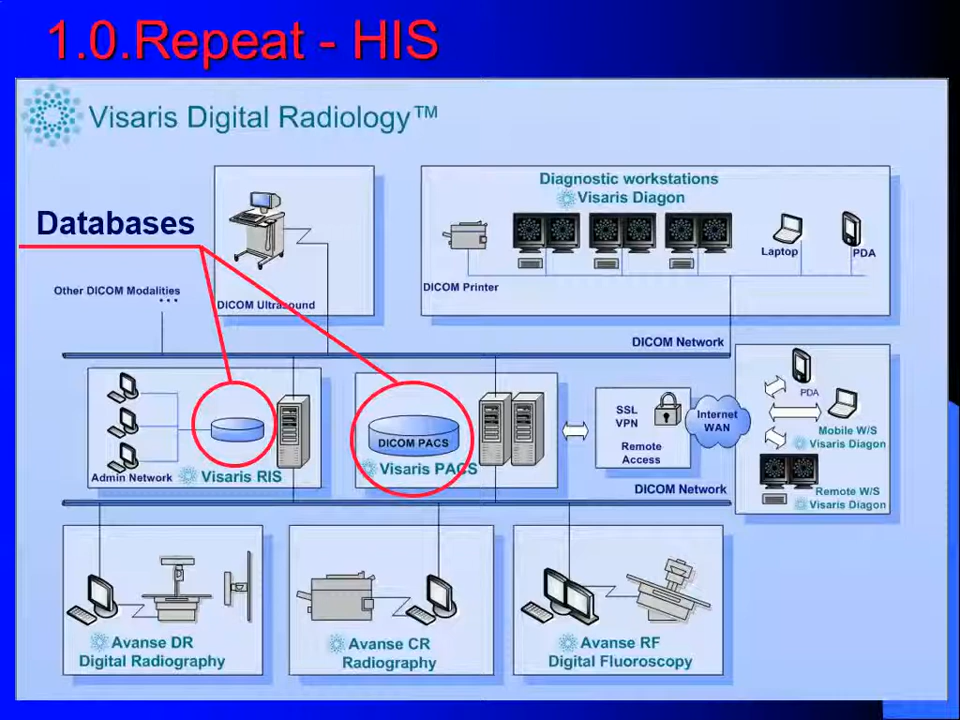 1.0.Repeat - HIS
Visaris Digital Radiology™
Databases
Diagnostic workstations
Visaris Diagon
Laptop
PDA
DICOM Printer
Other DICOM Modalities
...
DICOM Ultrasound
DICOM Network
Admin Network
Visaris RIS
DICOM PACS
Visaris PACS
SSL
VPN
Remote
Access
Internet
WAN
PDA
Mobile W/S
Visaris Diagon
Remote W/S
Visaris Diagon
DICOM Network
Avanse DR
Digital Radiography
Avanse CR
Radiography
Avanse RF
Digital Fluoroscopy